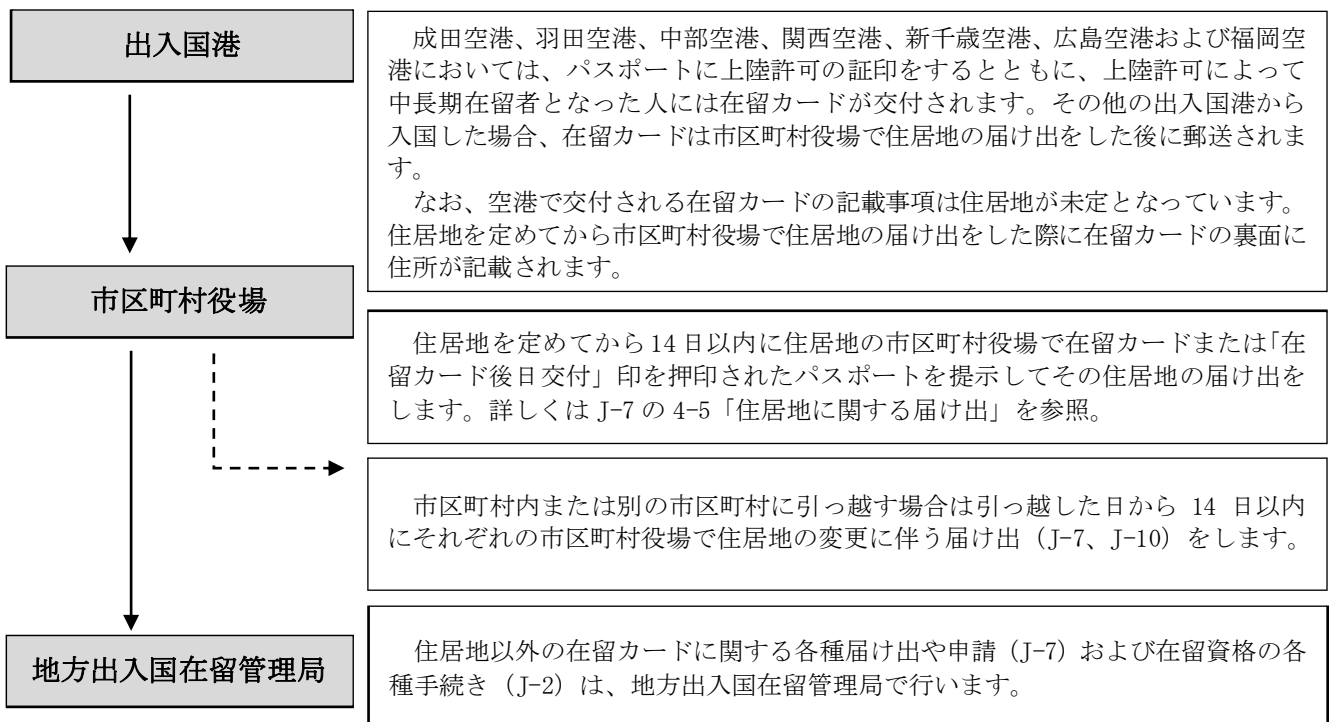 出入国港
成田空港、羽田空港、中部空港、関西空港、新千歳空港、広島空港および福岡空
港においては、パスポートに上陸許可の証印をするとともに、上陸許可によって
中長期在留者となった人には在留カードが交付されます。その他の出入国港から
入国した場合、在留カードは市区町村役場で住居地の届け出をした後に郵送されま
す。
なお、空港で交付される在留カードの記載事項は住居地が未定となっています。
住居地を定めてから市区町村役場で住居地の届け出をした際に在留カードの裏面に
住所が記載されます。
市区町村役場
住居地を定めてから 14 日以内に住居地の市区町村役場で在留カードまたは「在
留カード後日交付」印を押印されたパスポートを提示してその住居地の届け出を
します。詳しくは J-7 の 4-5「住居地に関する届け出」を参照。
市区町村内または別の市区町村に引っ越す場合は引っ越した日から 14 日以内
にそれぞれの市区町村役場で住居地の変更に伴う届け出（J-7、J-10）をします。
地方出入国在留管理局
住居地以外の在留カードに関する各種届け出や申請（J-7）および在留資格の各
種手続き（J-2）は、地方出入国在留管理局で行います。